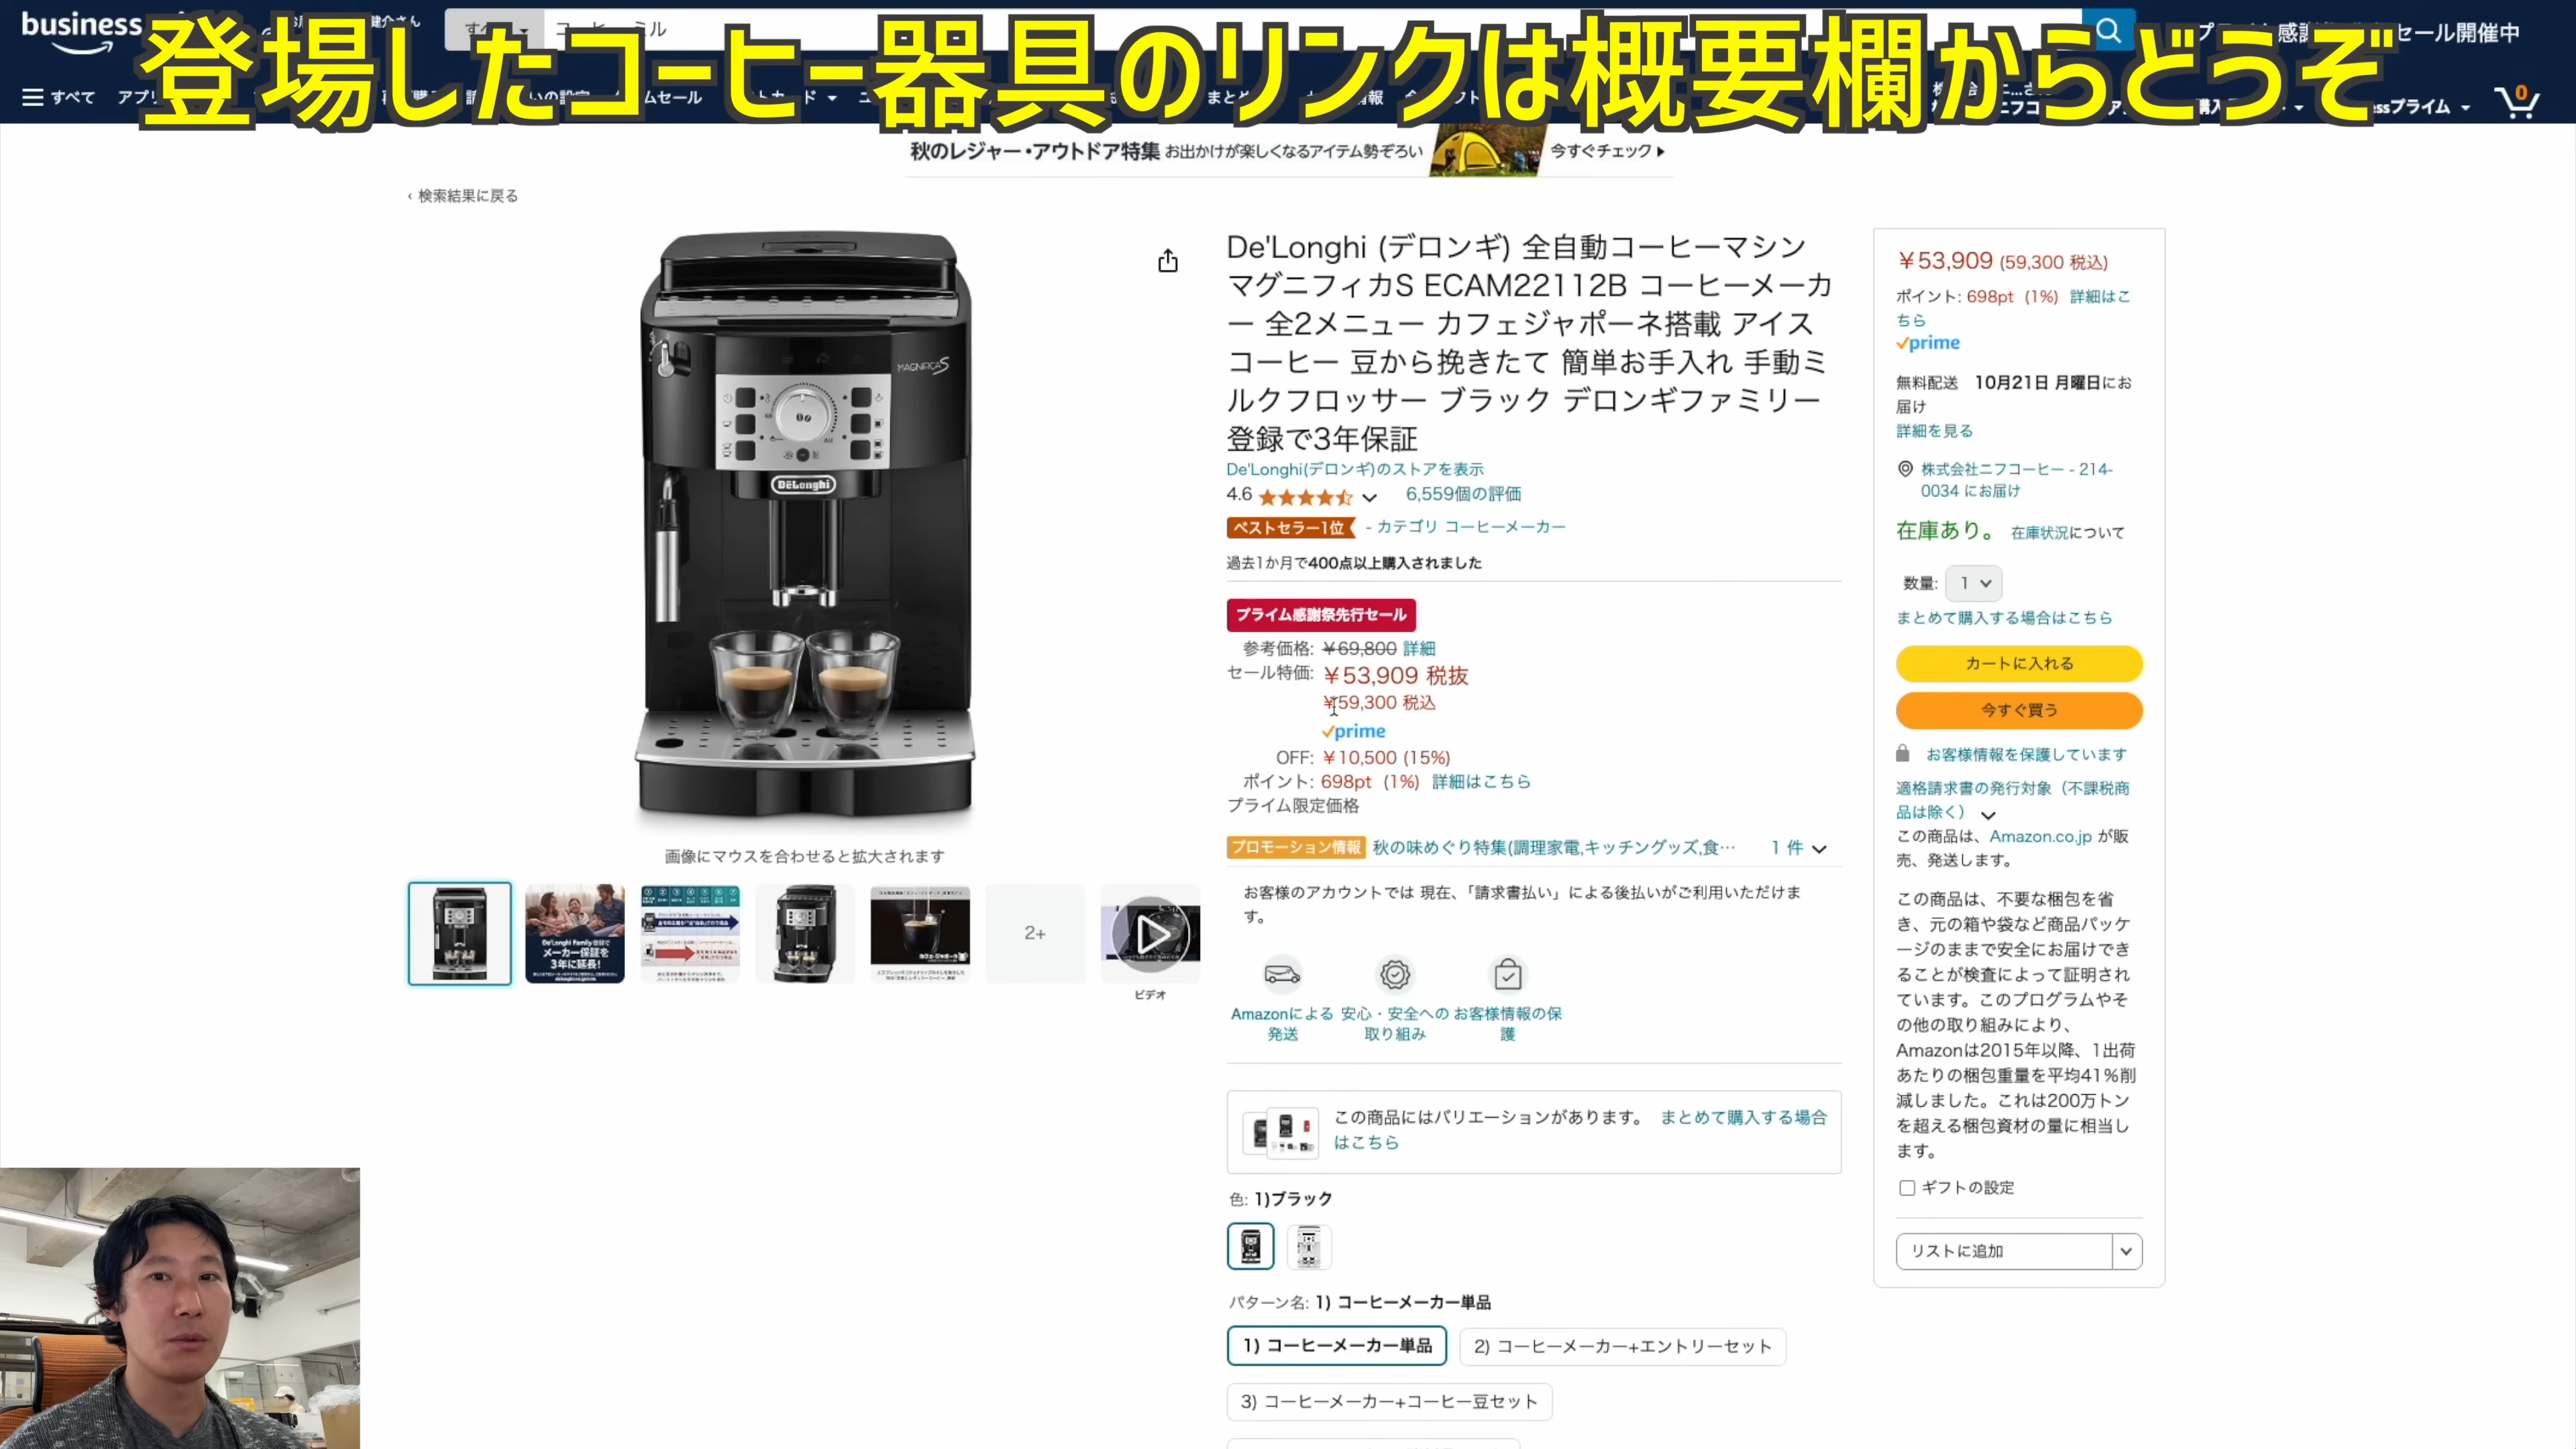 登場したコーヒー器具のリンクは概要欄からどうぞ
business
すべて
セール開催中
0
秋のレジャー・アウトドア特集 お出かけが楽しくなるアイテム勢ぞろい 今すぐチェック
‹ 検索結果に戻る
MAGNIFICA S
DeLonghi
画像にマウスを合わせると拡大されます
De'Longhi Family登録で
メーカー保証を
3年に延長!
2+
ビデオ
De'Longhi (デロンギ) 全自動コーヒーマシン
マグニフィカS ECAM22112B コーヒーメーカ
ー 全2メニュー カフェジャポーネ搭載 アイス
コーヒー 豆から挽きたて 簡単お手入れ 手動ミ
ルクフロッサー ブラック デロンギファミリー
登録で3年保証
De'Longhi(デロンギ)のストアを表示
4.6 6,559個の評価
ベストセラー1位 - カテゴリ コーヒーメーカー
過去1か月で400点以上購入されました
プライム感謝祭先行セール
参考価格: ￥69,800 詳細
セール特価: ￥53,909 税抜
￥59,300 税込
prime
OFF: ￥10,500 (15%)
ポイント: 698pt (1%) 詳細はこちら
プライム限定価格
プロモーション情報 秋の味めぐり特集(調理家電,キッチングッズ,食… 1 件
お客様のアカウントでは 現在、「請求書払い」による後払いがご利用いただけま
す。
Amazonによる
発送
安心・安全への
取り組み
お客様情報の保
護
この商品にはバリエーションがあります。 まとめて購入する場合
はこちら
色: 1)ブラック
パターン名: 1) コーヒーメーカー単品
1) コーヒーメーカー単品 2) コーヒーメーカー+エントリーセット
3) コーヒーメーカー+コーヒー豆セット
￥53,909 (59,300 税込)
ポイント: 698pt (1%) 詳細はこ
ちら
prime
無料配送 10月21日 月曜日にお
届け
詳細を見る
株式会社ニフコーヒー - 214-
0034 にお届け
在庫あり。 在庫状況について
数量: 1
まとめて購入する場合はこちら
カートに入れる
今すぐ買う
お客様情報を保護しています
適格請求書の発行対象（不課税商
品は除く）
この商品は、Amazon.co.jp が販
売、発送します。
この商品は、不要な梱包を省
き、元の箱や袋など商品パッケ
ージのままで安全にお届けでき
ることが検査によって証明され
ています。このプログラムやそ
の他の取り組みにより、
Amazonは2015年以降、1出荷
あたりの梱包重量を平均41%削
減しました。これは200万トン
を超える梱包資材の量に相当し
ます。
ギフトの設定
リストに追加